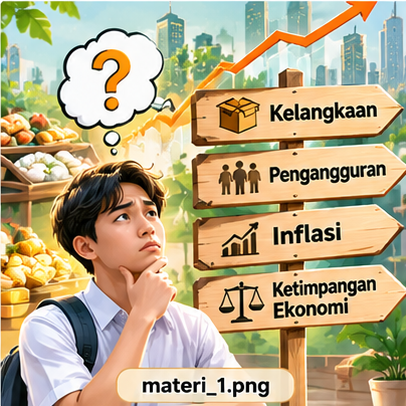 ?
Kelangkaan
Pengangguran
Inflasi
Ketimpangan
Ekonomi
materi_1.png